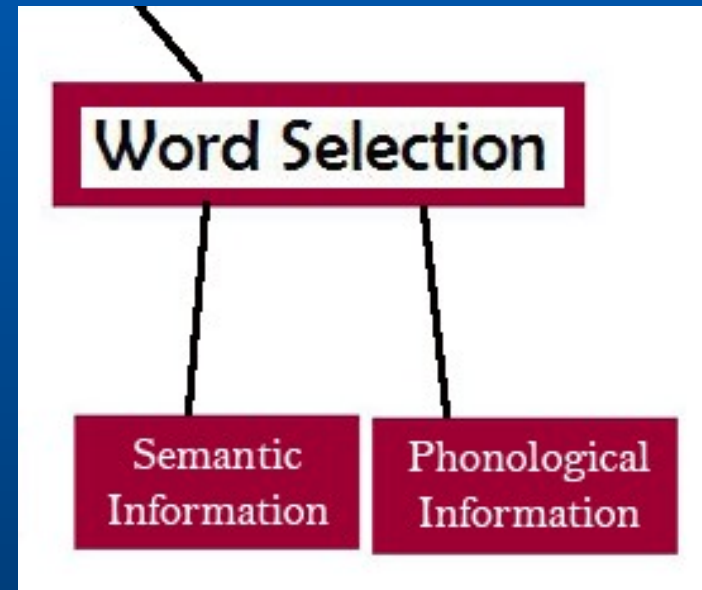 Word Selection
Semantic
Information
Phonological
Information